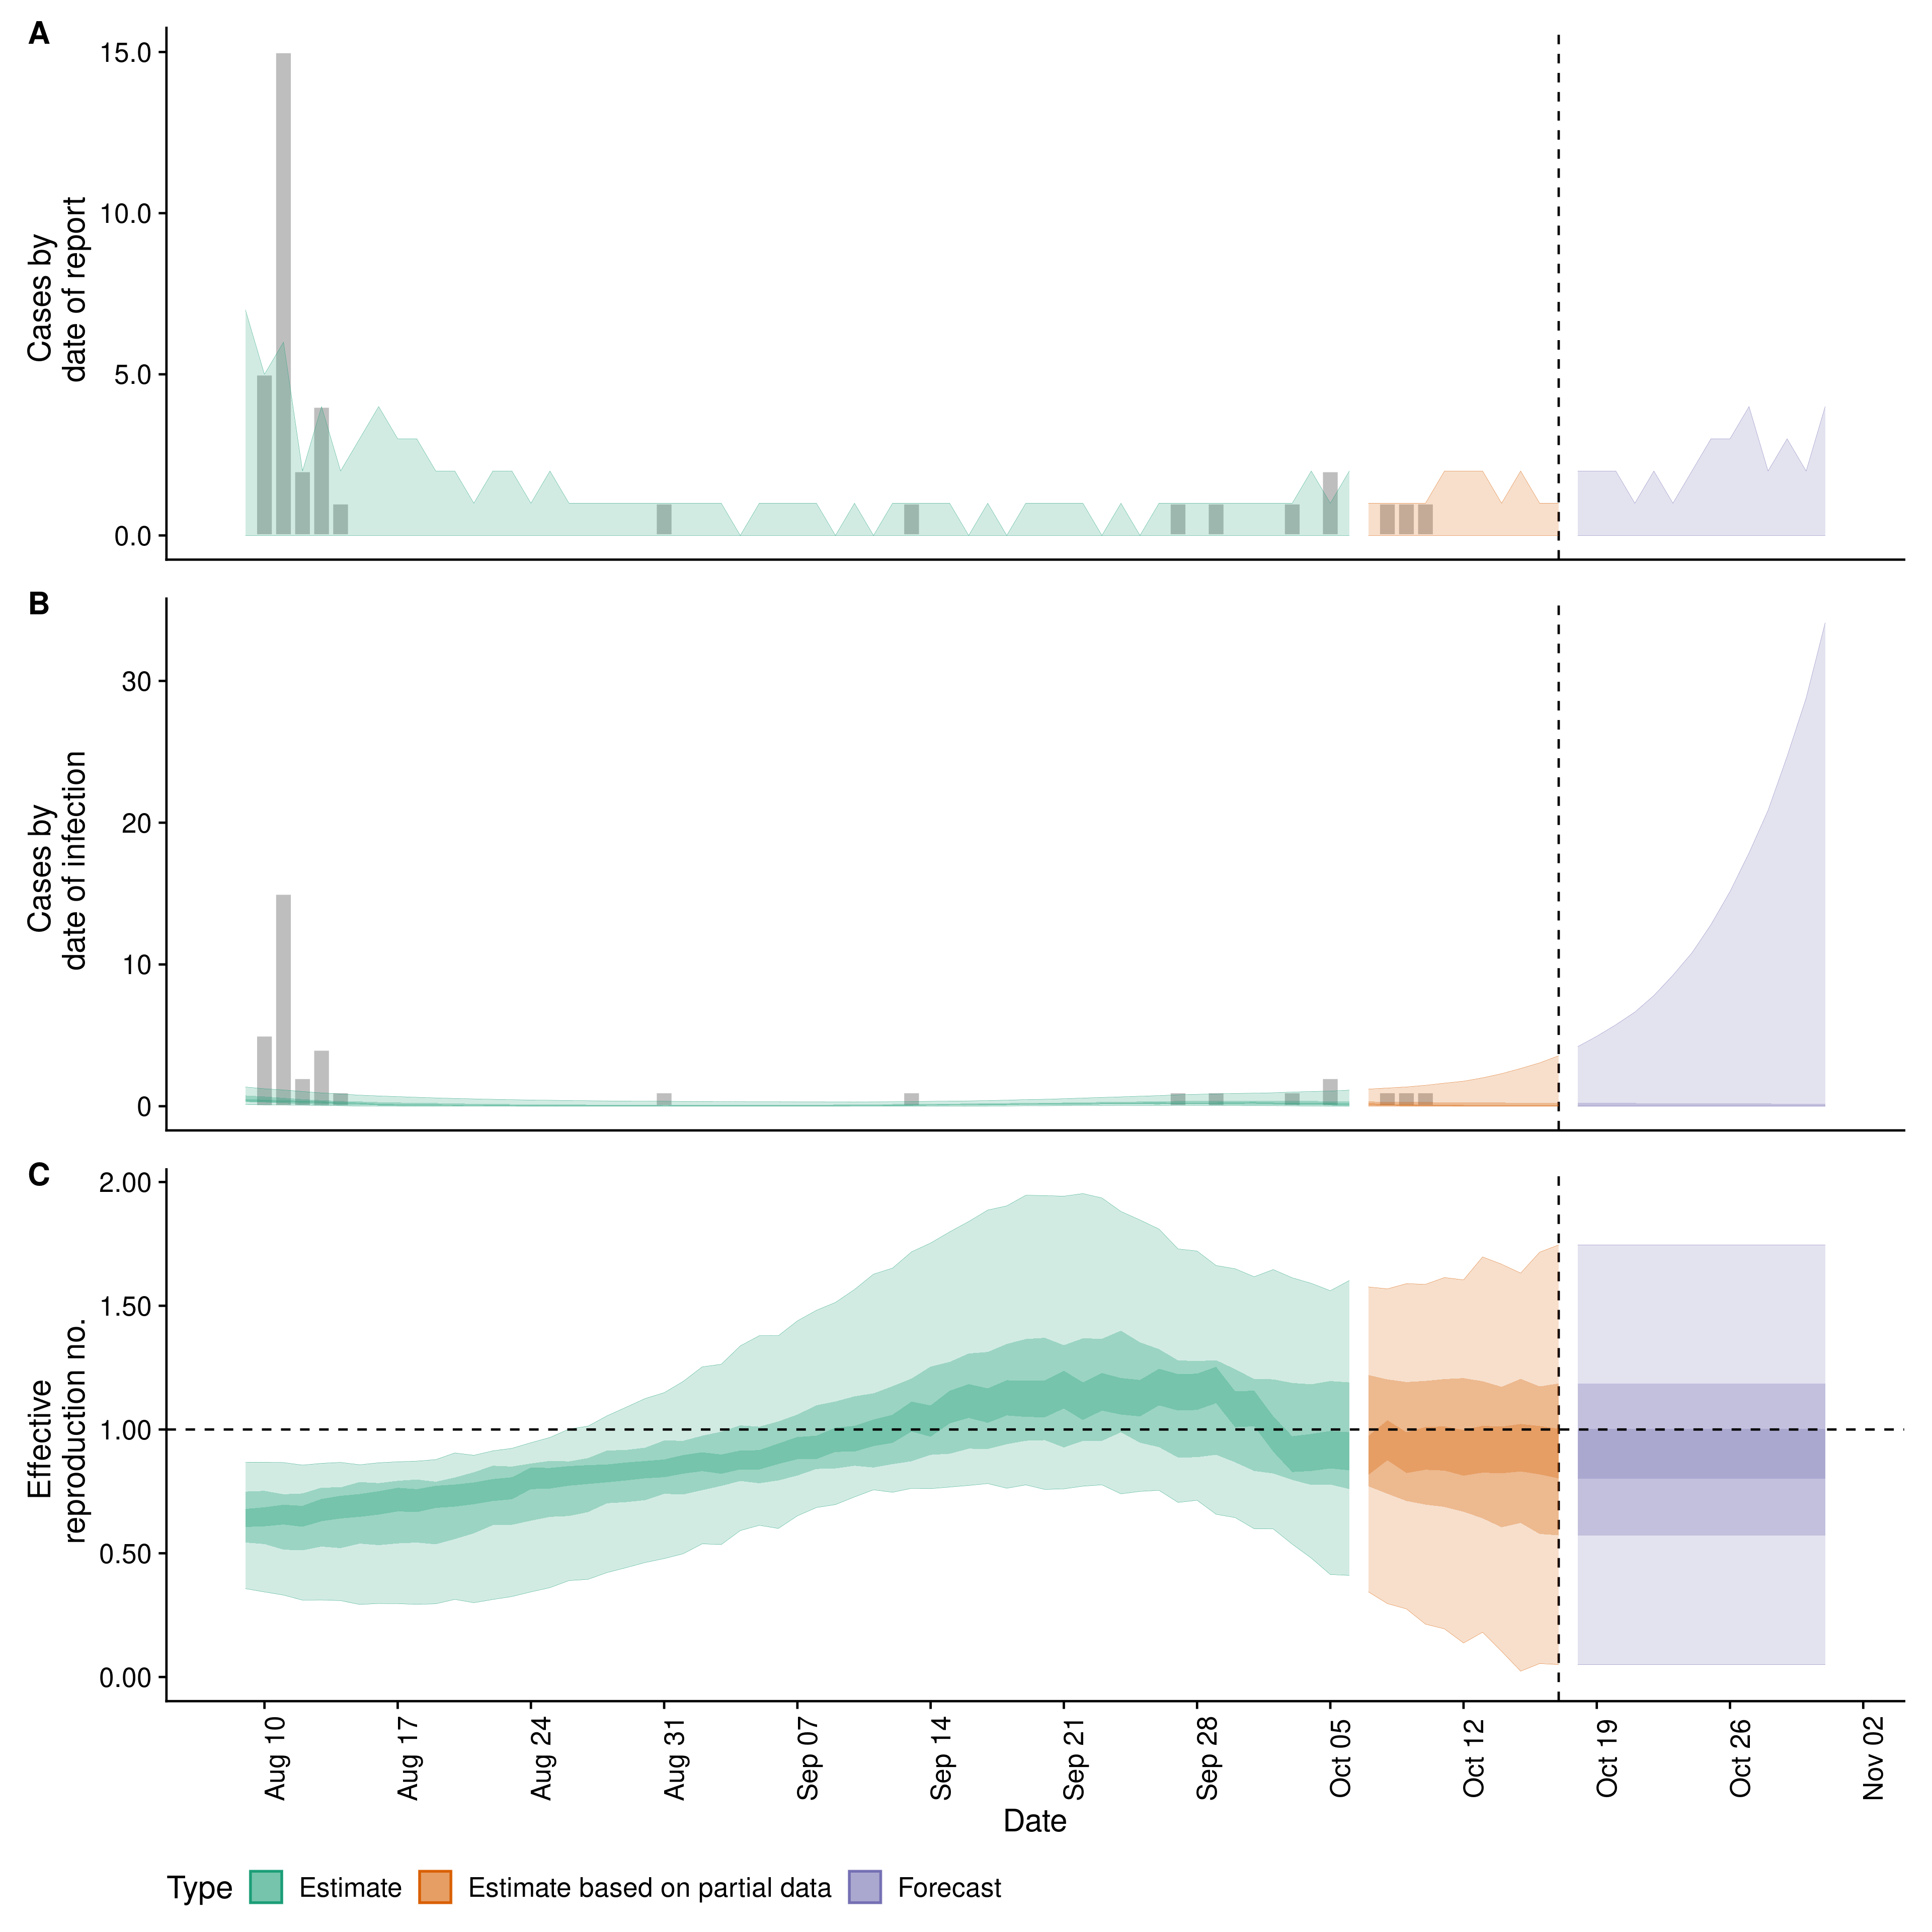 A
Cases by
date of report
15.0
10.0
5.0
0.0
B
Cases by
date of infection
30
20
10
0
C
Effective
reproduction no.
2.00
1.50
1.00
0.50
0.00
Aug 10
Aug 17
Aug 24
Aug 31
Sep 07
Sep 14
Sep 21
Sep 28
Oct 05
Oct 12
Oct 19
Oct 26
Nov 02
Date
Type Estimate Estimate based on partial data Forecast